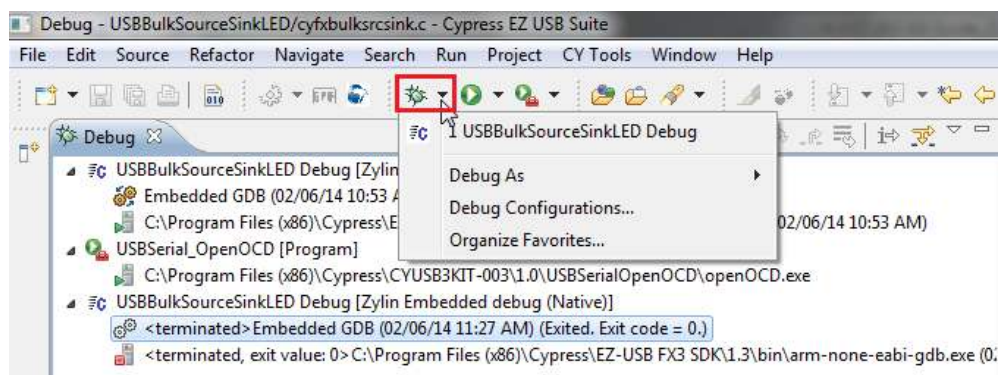 Debug - USBBulkSourceSinkLED/cyfxbulksrcsink.c - Cypress EZ USB Suite
File Edit Source Refactor Navigate Search Run Project CY Tools Window Help
010
Debug
1 USBBulkSourceSinkLED Debug
USBBulkSourceSinkLED Debug [Zylin
Debug As
Embedded GDB (02/06/14 10:53 A
Debug Configurations...
C:\Program Files (x86)\Cypress\E
02/06/14 10:53 AM)
Organize Favorites...
USBSerial_OpenOCD [Program]
C:\Program Files (x86)\Cypress\CYUSB3KIT-003\1.0\USBSerialOpenOCD\openOCD.exe
USBBulkSourceSinkLED Debug [Zylin Embedded debug (Native)]
<terminated>Embedded GDB (02/06/14 11:27 AM) (Exited. Exit code = 0.)
<terminated, exit value: 0>C:\Program Files (x86)\Cypress\EZ-USB FX3 SDK\1.3\bin\arm-none-eabi-gdb.exe (0